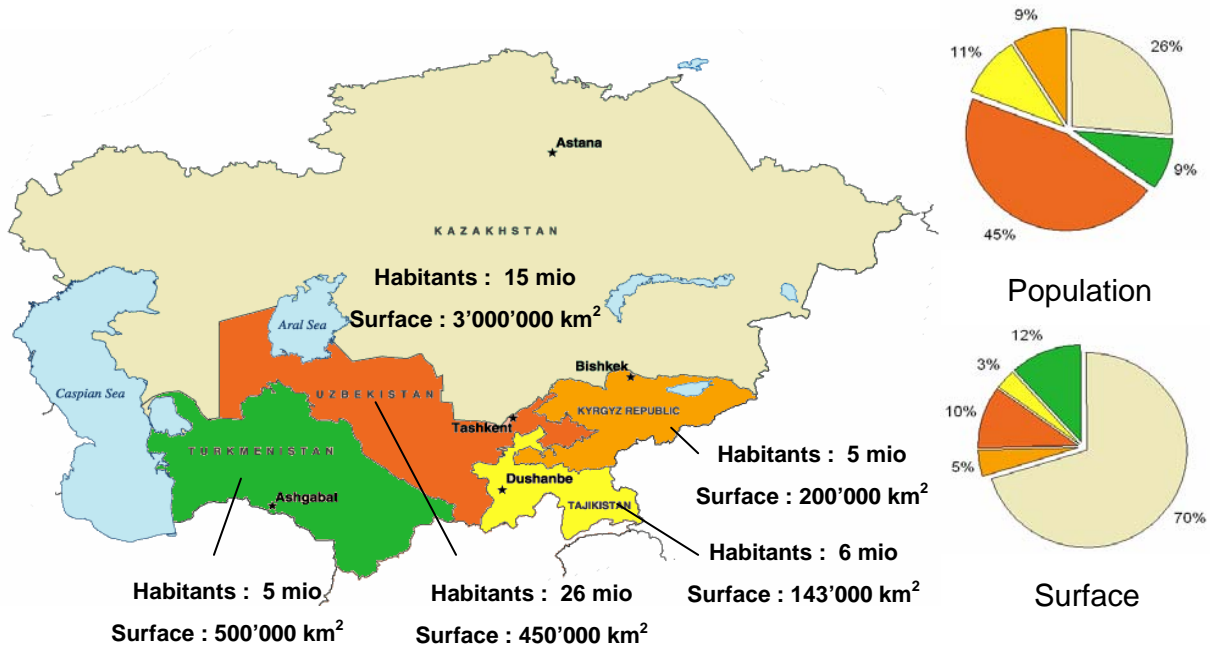 Astana
KAZAKHSTAN
Habitants : 15 mio
Surface : 3’000’000 km²
Aral Sea
Caspian Sea
UZBEKISTAN
Bishkek
KYRGYZ REPUBLIC
Tashkent
TURKMENISTAN
Ashgabat
Dushanbe
TAJIKISTAN
Habitants : 5 mio
Surface : 200’000 km²
Habitants : 6 mio
Surface : 143’000 km²
Habitants : 5 mio
Surface : 500’000 km²
Habitants : 26 mio
Surface : 450’000 km²
9%
26%
11%
9%
45%
Population
12%
3%
10%
5%
70%
Surface